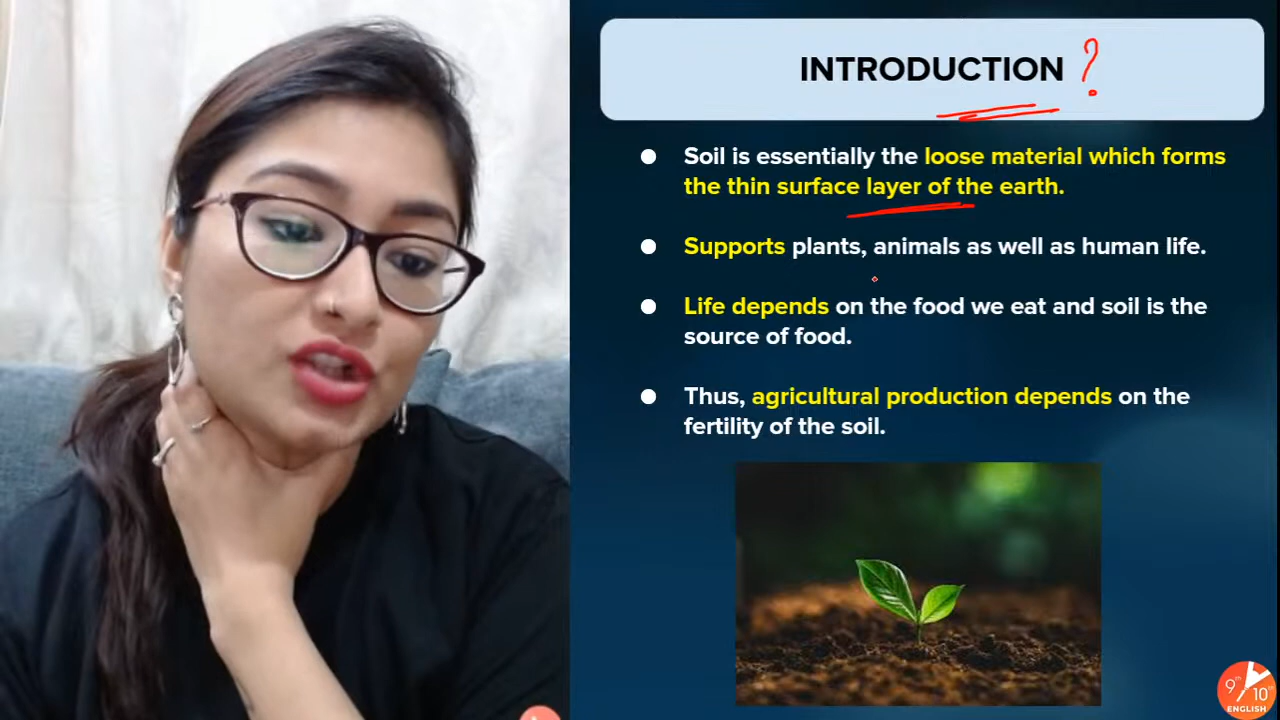 INTRODUCTION ?
● Soil is essentially the loose material which forms
the thin surface layer of the earth.
● Supports plants, animals as well as human life.
● Life depends on the food we eat and soil is the
source of food.
● Thus, agricultural production depends on the
fertility of the soil.
9th 10th
ENGLISH